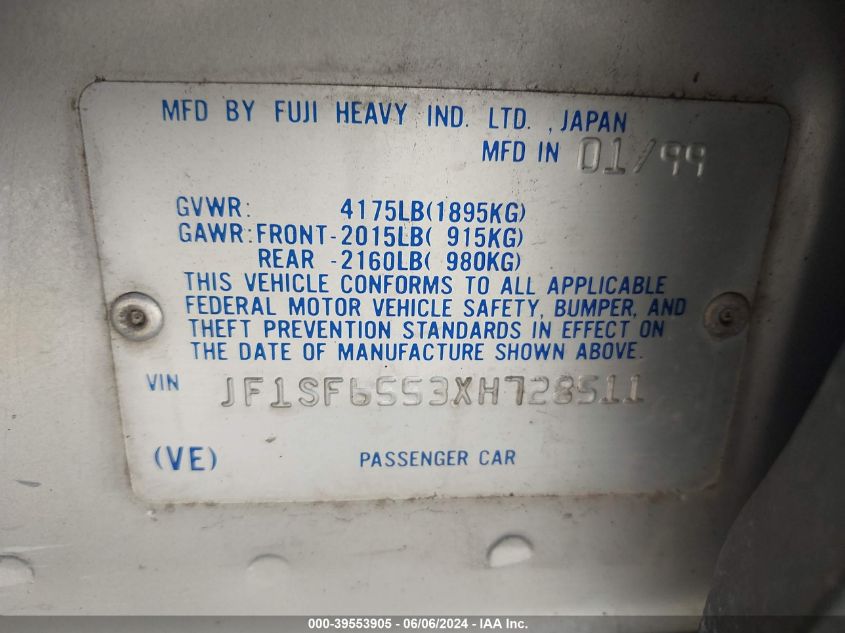 MFD BY FUJI HEAVY IND. LTD. , JAPAN
MFD IN 01/99
GVWR: 4175LB(1895KG)
GAWR:FRONT-2015LB( 915KG)
REAR -2160LB( 980KG)
THIS VEHICLE CONFORMS TO ALL APPLICABLE
FEDERAL MOTOR VEHICLE SAFETY, BUMPER, AND
THEFT PREVENTION STANDARDS IN EFFECT ON
THE DATE OF MANUFACTURE SHOWN ABOVE.
VIN JF1SF6553XH728511
(VE) PASSENGER CAR
000-39553905 - 06/06/2024 - IAA Inc.